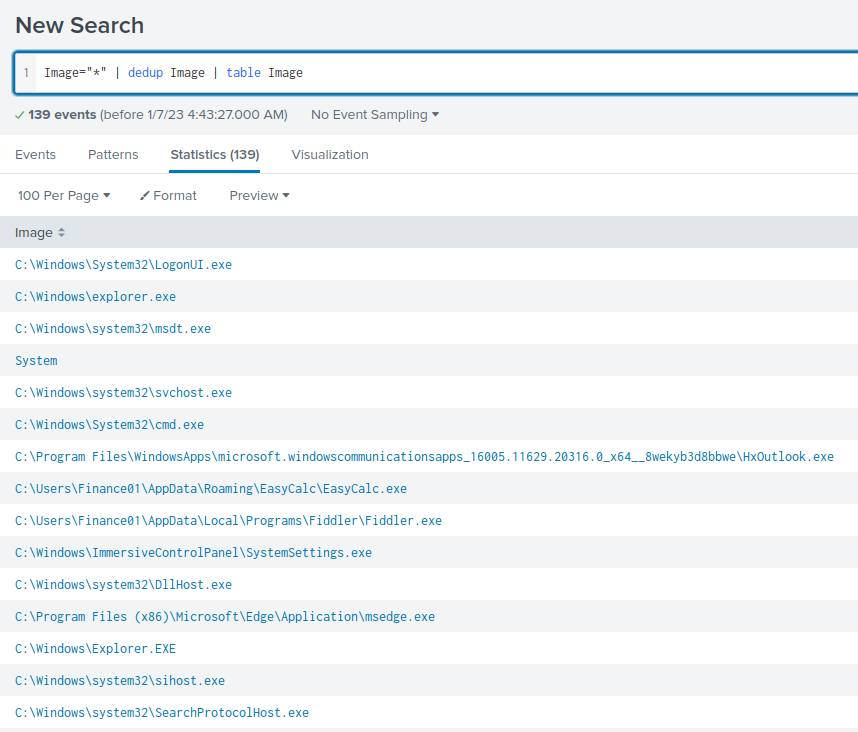 New Search
1 Image="*" | dedup Image | table Image
139 events (before 1/7/23 4:43:27.000 AM) No Event Sampling
Events Patterns Statistics (139) Visualization
100 Per Page Format Preview
Image
C:\Windows\System32\LogonUI.exe
C:\Windows\explorer.exe
C:\Windows\system32\msdt.exe
System
C:\Windows\system32\svchost.exe
C:\Windows\System32\cmd.exe
C:\Program Files\WindowsApps\microsoft.windowscommunicationsapps_16005.11629.20316.0_x64__8wekyb3d8bbwe\HxOutlook.exe
C:\Users\Finance01\AppData\Roaming\EasyCalc\EasyCalc.exe
C:\Users\Finance01\AppData\Local\Programs\Fiddler\Fiddler.exe
C:\Windows\ImmersiveControlPanel\SystemSettings.exe
C:\Windows\system32\DllHost.exe
C:\Program Files (x86)\Microsoft\Edge\Application\msedge.exe
C:\Windows\Explorer.EXE
C:\Windows\system32\sihost.exe
C:\Windows\system32\SearchProtocolHost.exe